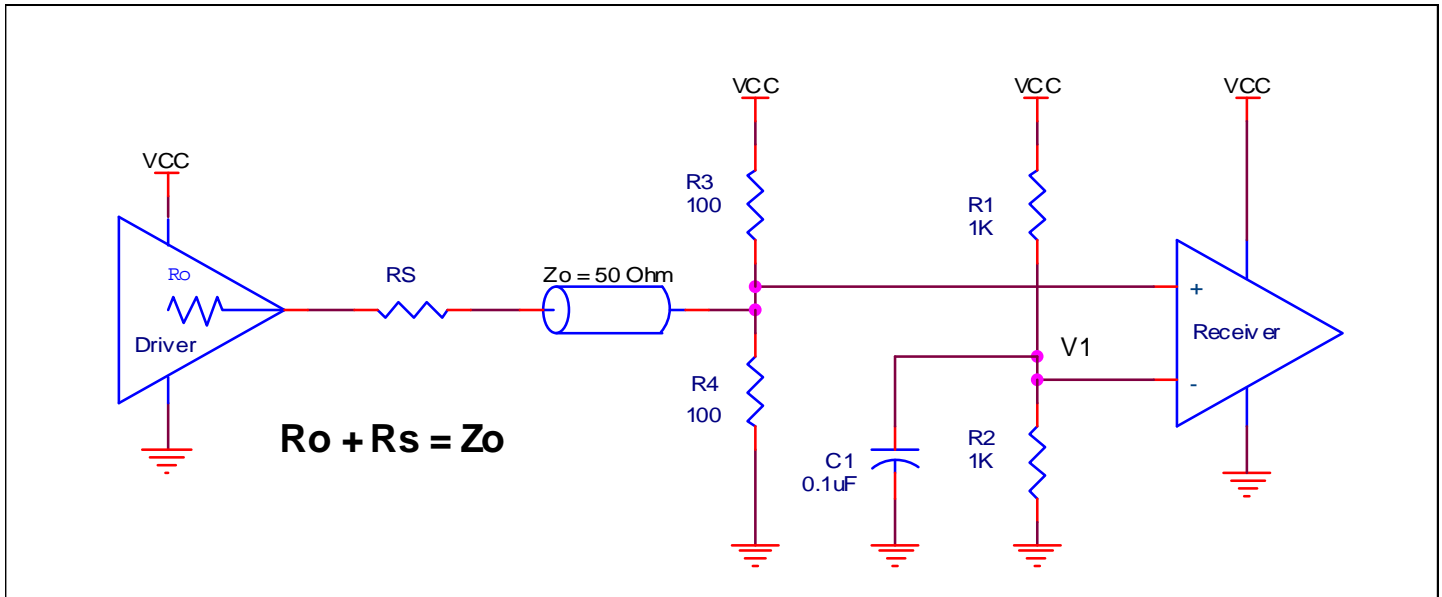 VCC
VCC
VCC
VCC
R3
100
R1
1K
Ro
RS
Zo = 50 Ohm
+
Driver
Receiver
V1
-
R4
100
Ro + Rs = Zo
C1
0.1uF
R2
1K